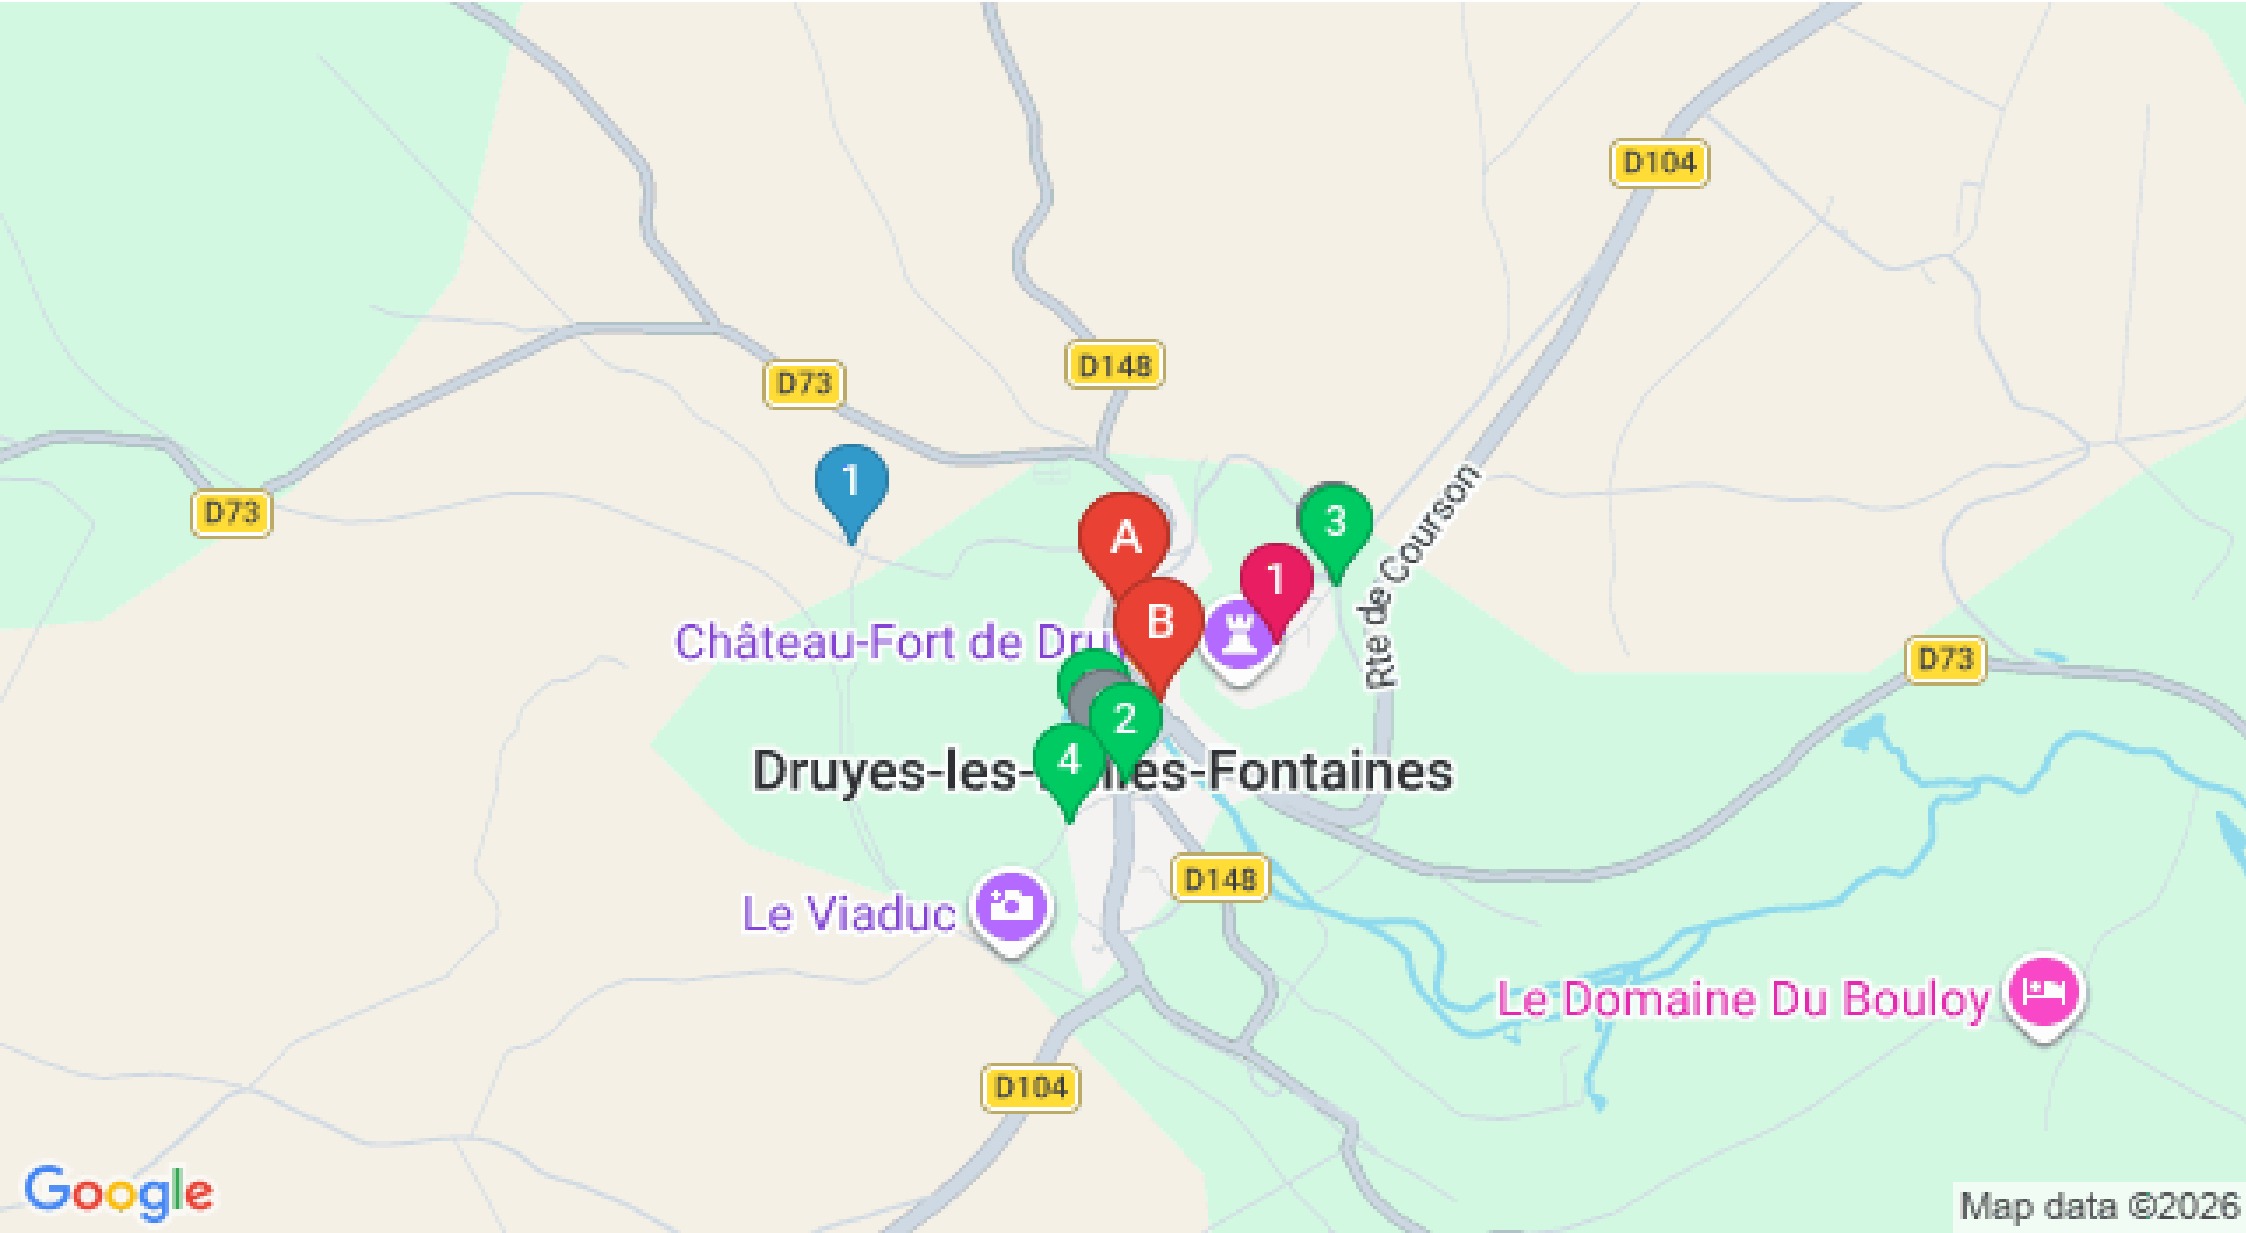 D104
D148
D73
1
D73
A
3
Rte de Courson
1
B
Château-Fort de Dru
D73
2
4
Druyes-les- lles-Fontaines
D148
Le Viaduc
Le Domaine Du Bouloy
D104
Google
Map data ©2026